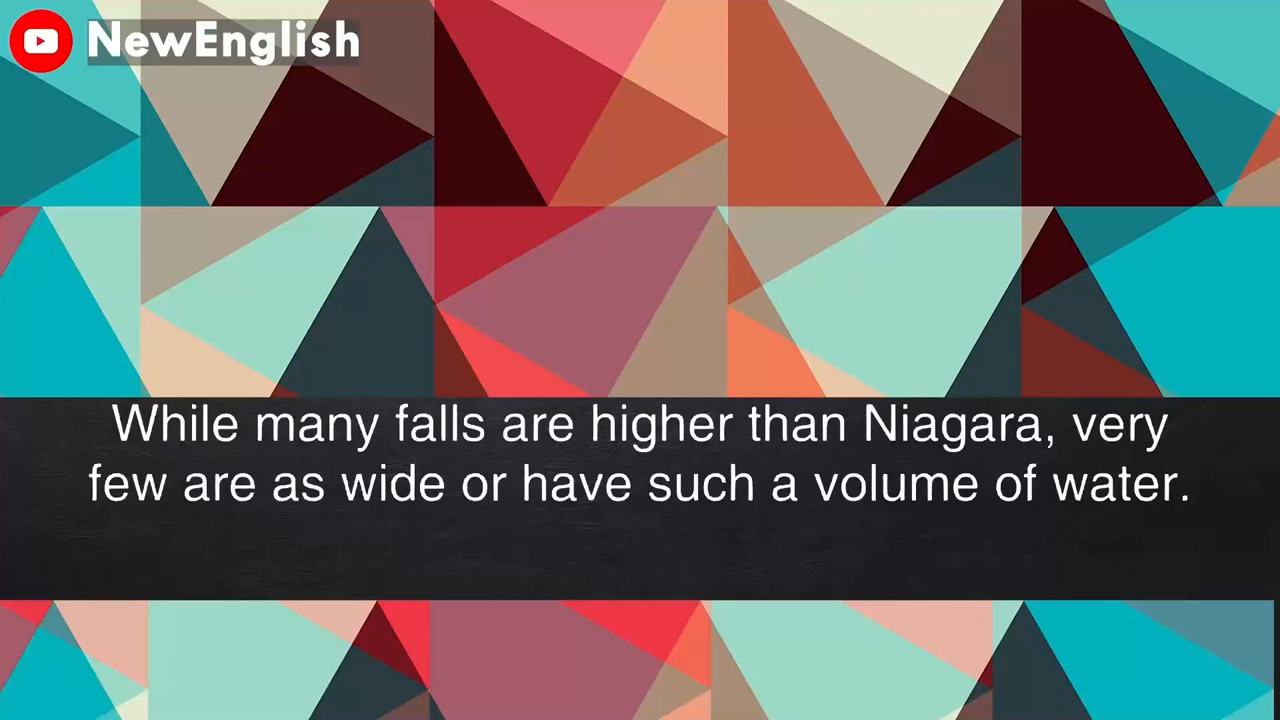 NewEnglish
While many falls are higher than Niagara, very
few are as wide or have such a volume of water.